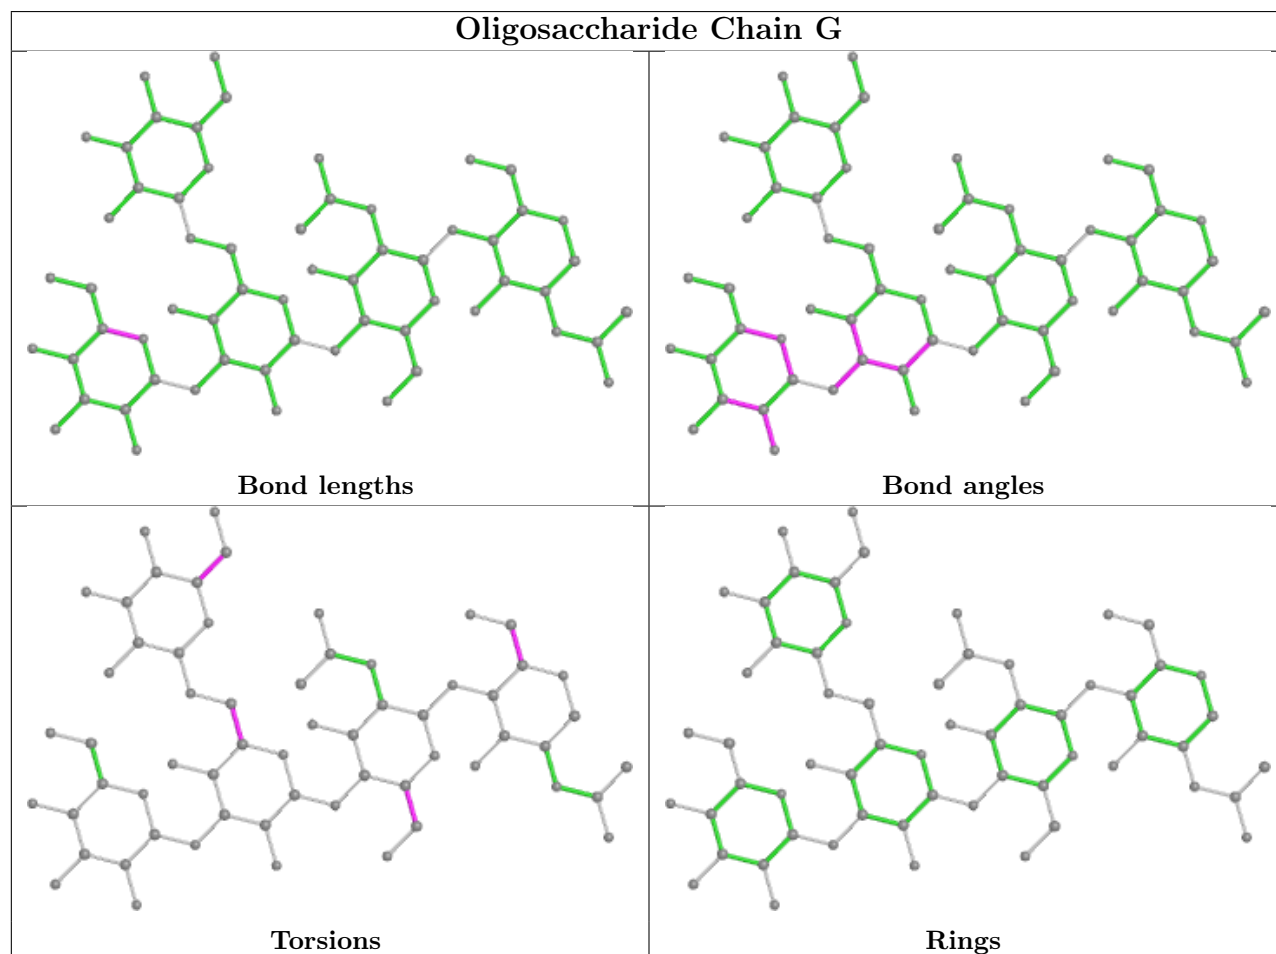 Oligosaccharide Chain G
Bond lengths
Bond angles
Torsions
Rings